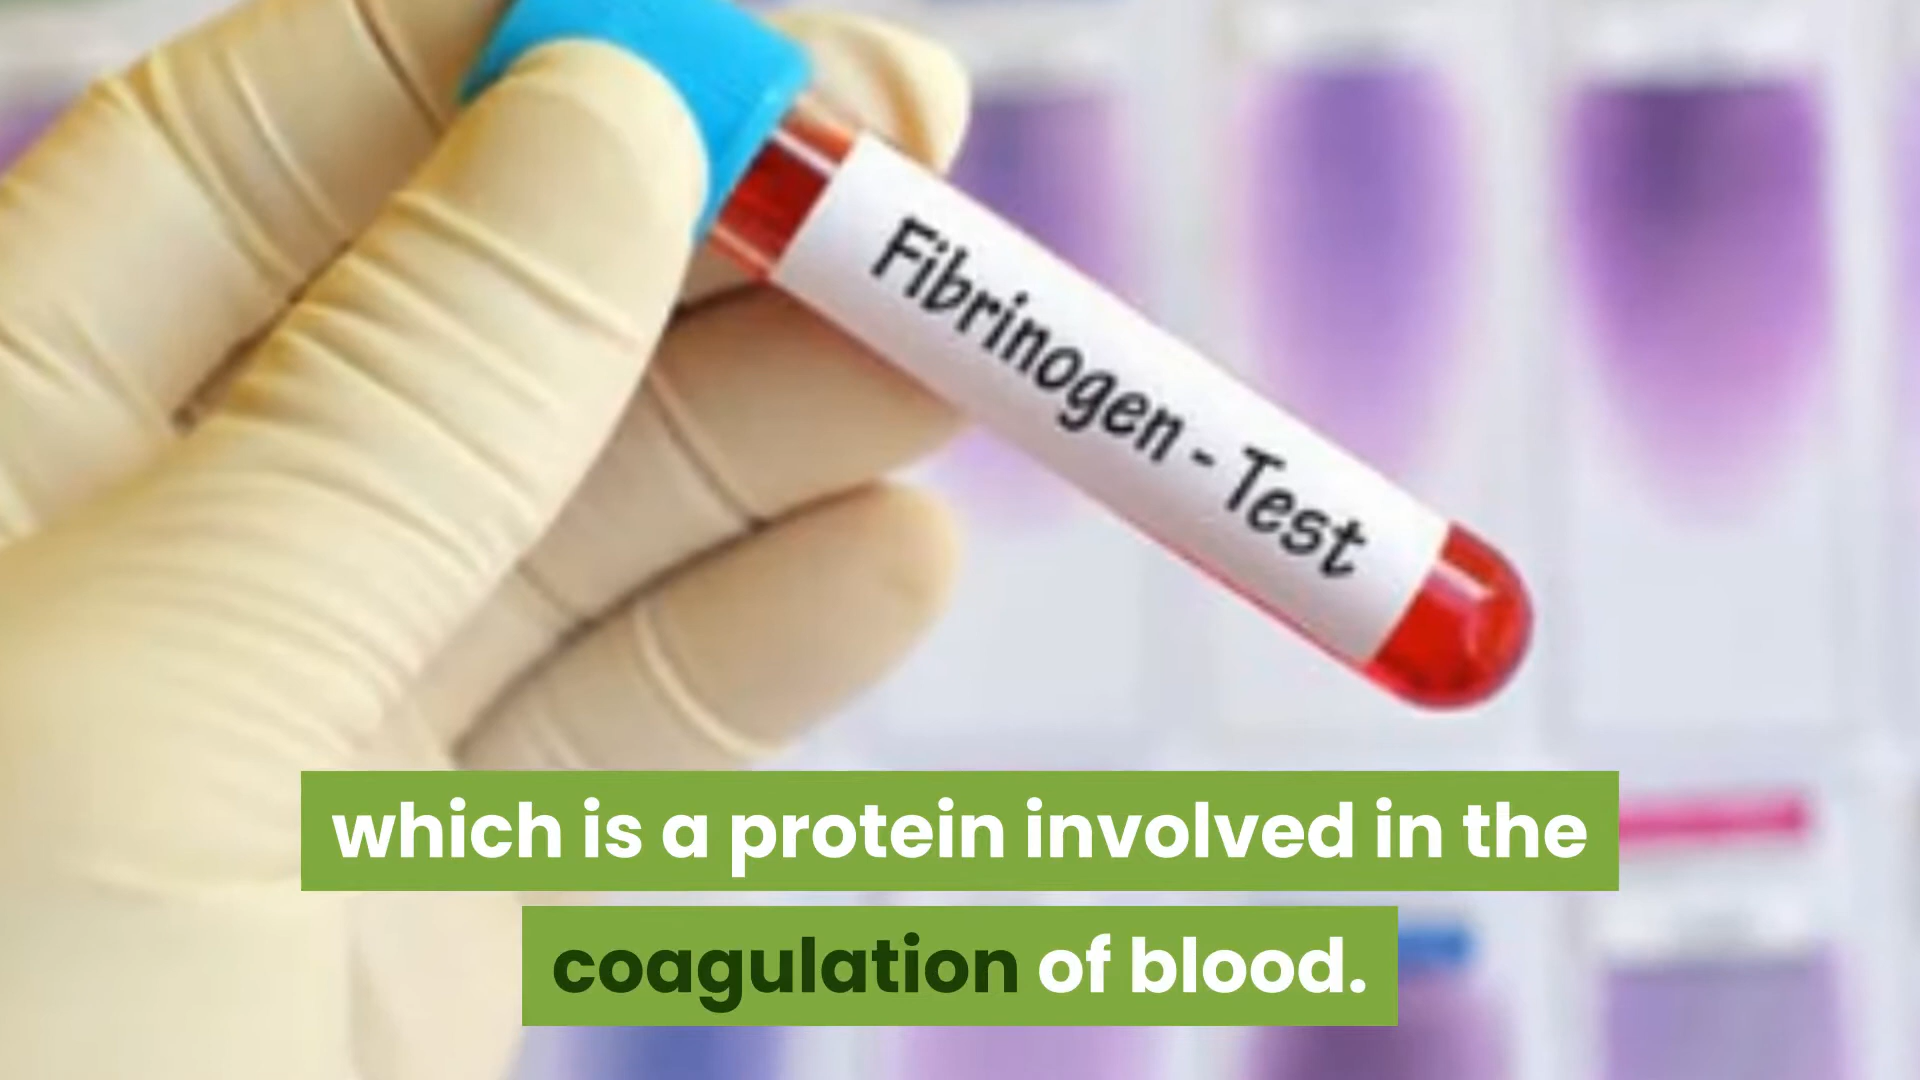 Fibrinogen - Test
which is a protein involved in the
coagulation of blood.